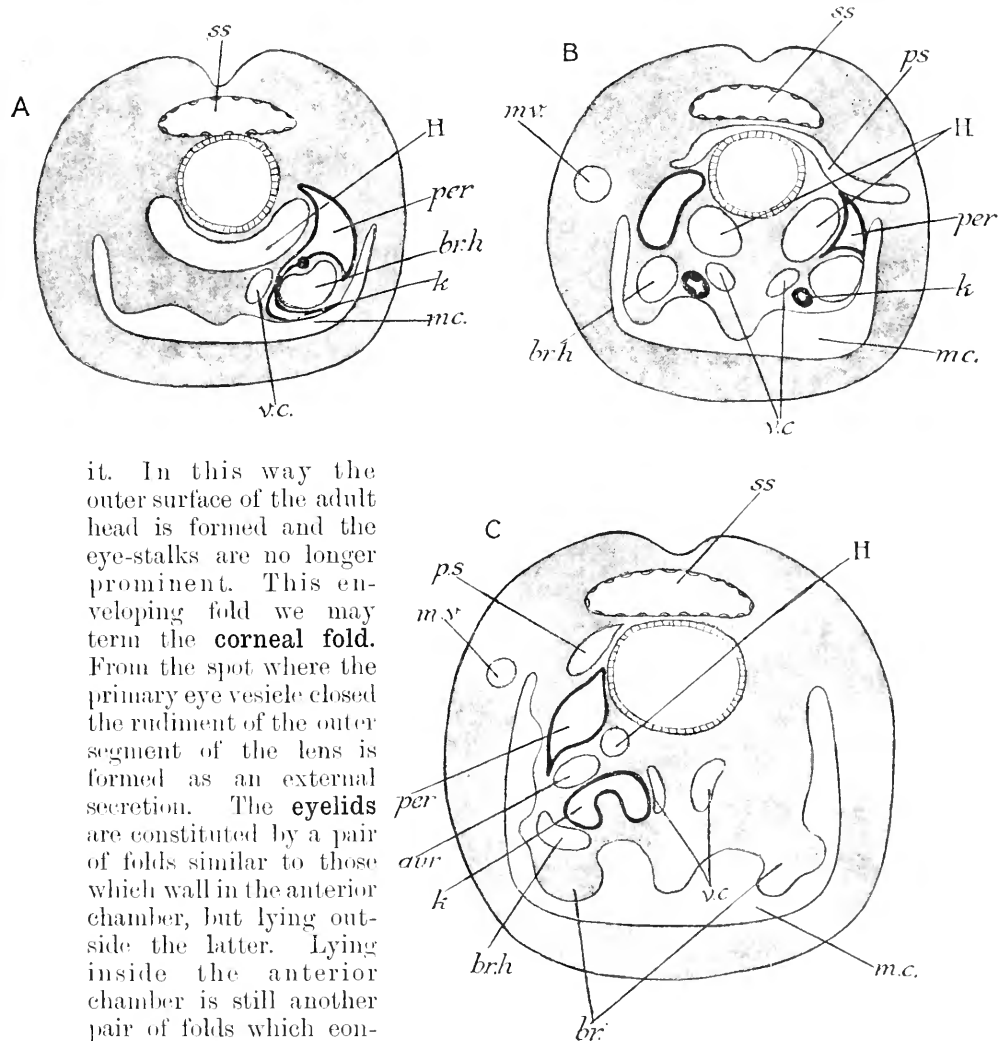 ss
A
H
per
br.h
k
m.c.
v.c.
B
ss
ps
m.v.
H
per
k
br.h
m.c.
v.c
it. In this way the
outer surface of the adult
head is formed and the
eye-stalks are no longer
prominent. This en-
veloping fold we may
term the corneal fold.
From the spot where the
primary eye vesicle closed
the rudiment of the outer
segment of the lens is
formed as an external
secretion. The eyelids
are constituted by a pair
of folds similar to those
which wall in the anterior
chamber, but lying out-
side the latter. Lying
inside the anterior
chamber is still another
pair of folds which con-
C
ss
H
p.s
m.v.
per
aur
k
v.c
br.h
m.c.
br.